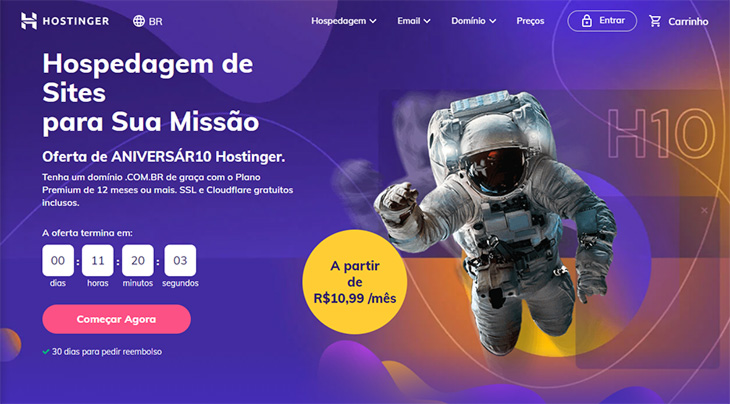 HOSTINGER
BR
Hospedagem
Email
Domínio
Preços
Entrar
Carrinho
Hospedagem de
Sites
para Sua Missão
Oferta de ANIVERSÁR10 Hostinger.
Tenha um domínio .COM.BR de graça com o Plano
Premium de 12 meses ou mais. SSL e Cloudflare gratuitos
inclusos.
A oferta termina em:
00 : 11 : 20 : 03
dias horas minutos segundos
Começar Agora
30 dias para pedir reembolso
A partir
de
R$10,99 /mês
H10